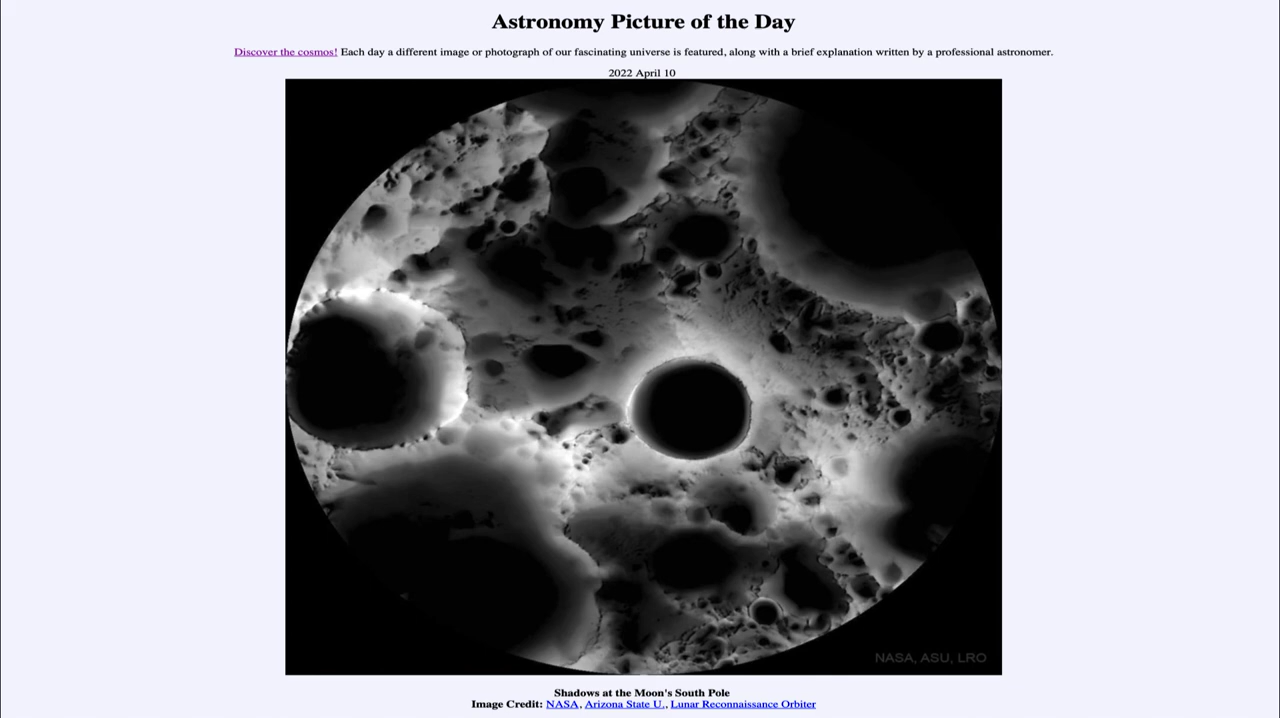 Astronomy Picture of the Day
Discover the cosmos! Each day a different image or photograph of our fascinating universe is featured, along with a brief explanation written by a professional astronomer.
2022 April 10
NASA, ASU, LRO
Shadows at the Moon's South Pole
Image Credit: NASA, Arizona State U., Lunar Reconnaissance Orbiter